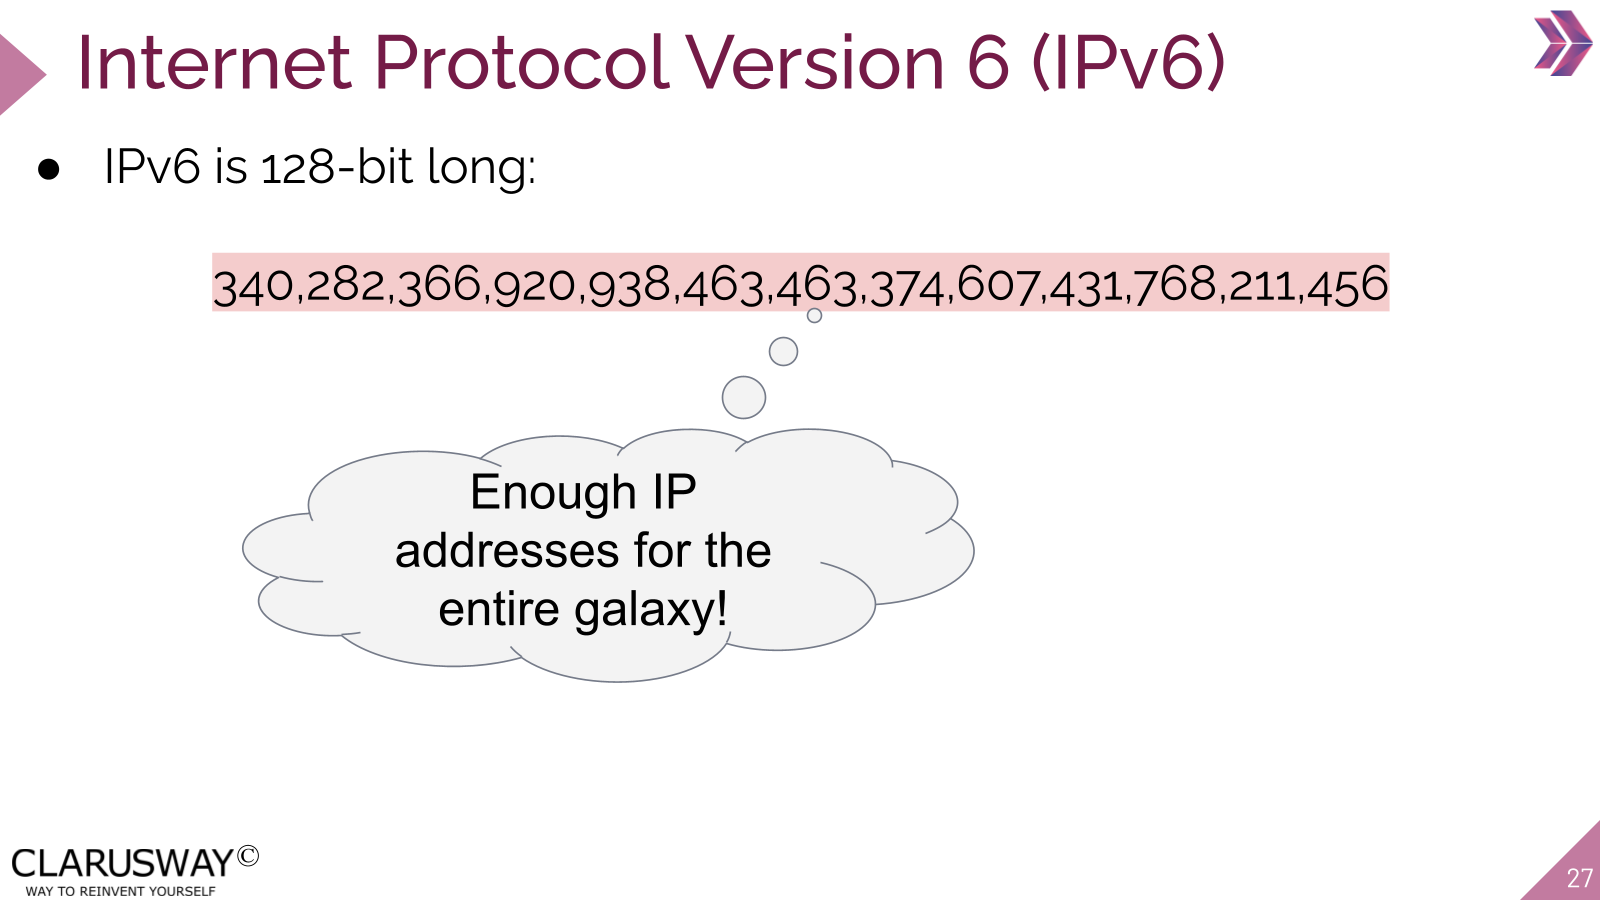 Internet Protocol Version 6 (IPv6)
● IPv6 is 128-bit long:
340,282,366,920,938,463,463,374,607,431,768,211,456
Enough IP
addresses for the
entire galaxy!
CLARUSWAY©
WAY TO REINVENT YOURSELF
27